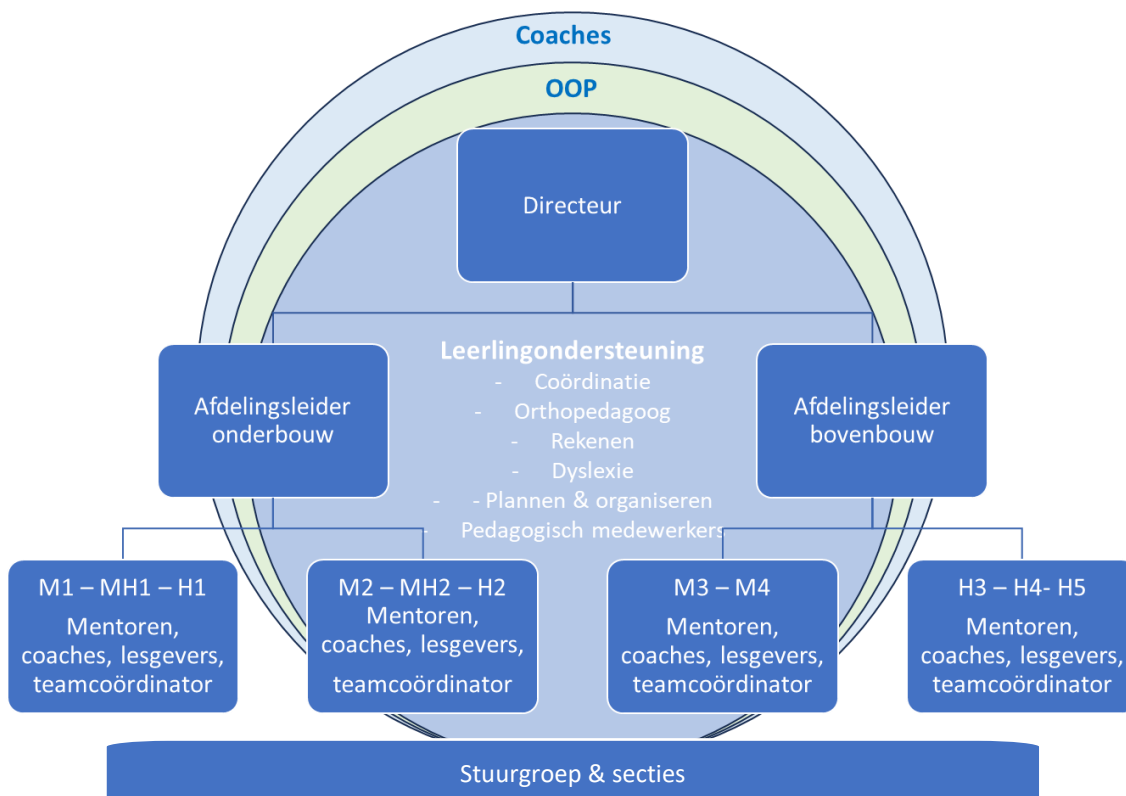 Coaches
OOP
Directeur
Leerlingondersteuning
- Coördinatie
- Orthopedagoog
- Rekenen
- Dyslexie
- - Plannen & organiseren
- Pedagogisch medewerkers
Afdelingsleider
onderbouw
Afdelingsleider
bovenbouw
M1 – MH1 – H1
Mentoren,
coaches, lesgevers,
teamcoördinator
M2 – MH2 – H2
Mentoren,
coaches, lesgevers,
teamcoördinator
M3 – M4
Mentoren,
coaches, lesgevers,
teamcoördinator
H3 – H4- H5
Mentoren,
coaches, lesgevers,
teamcoördinator
Stuurgroep & secties